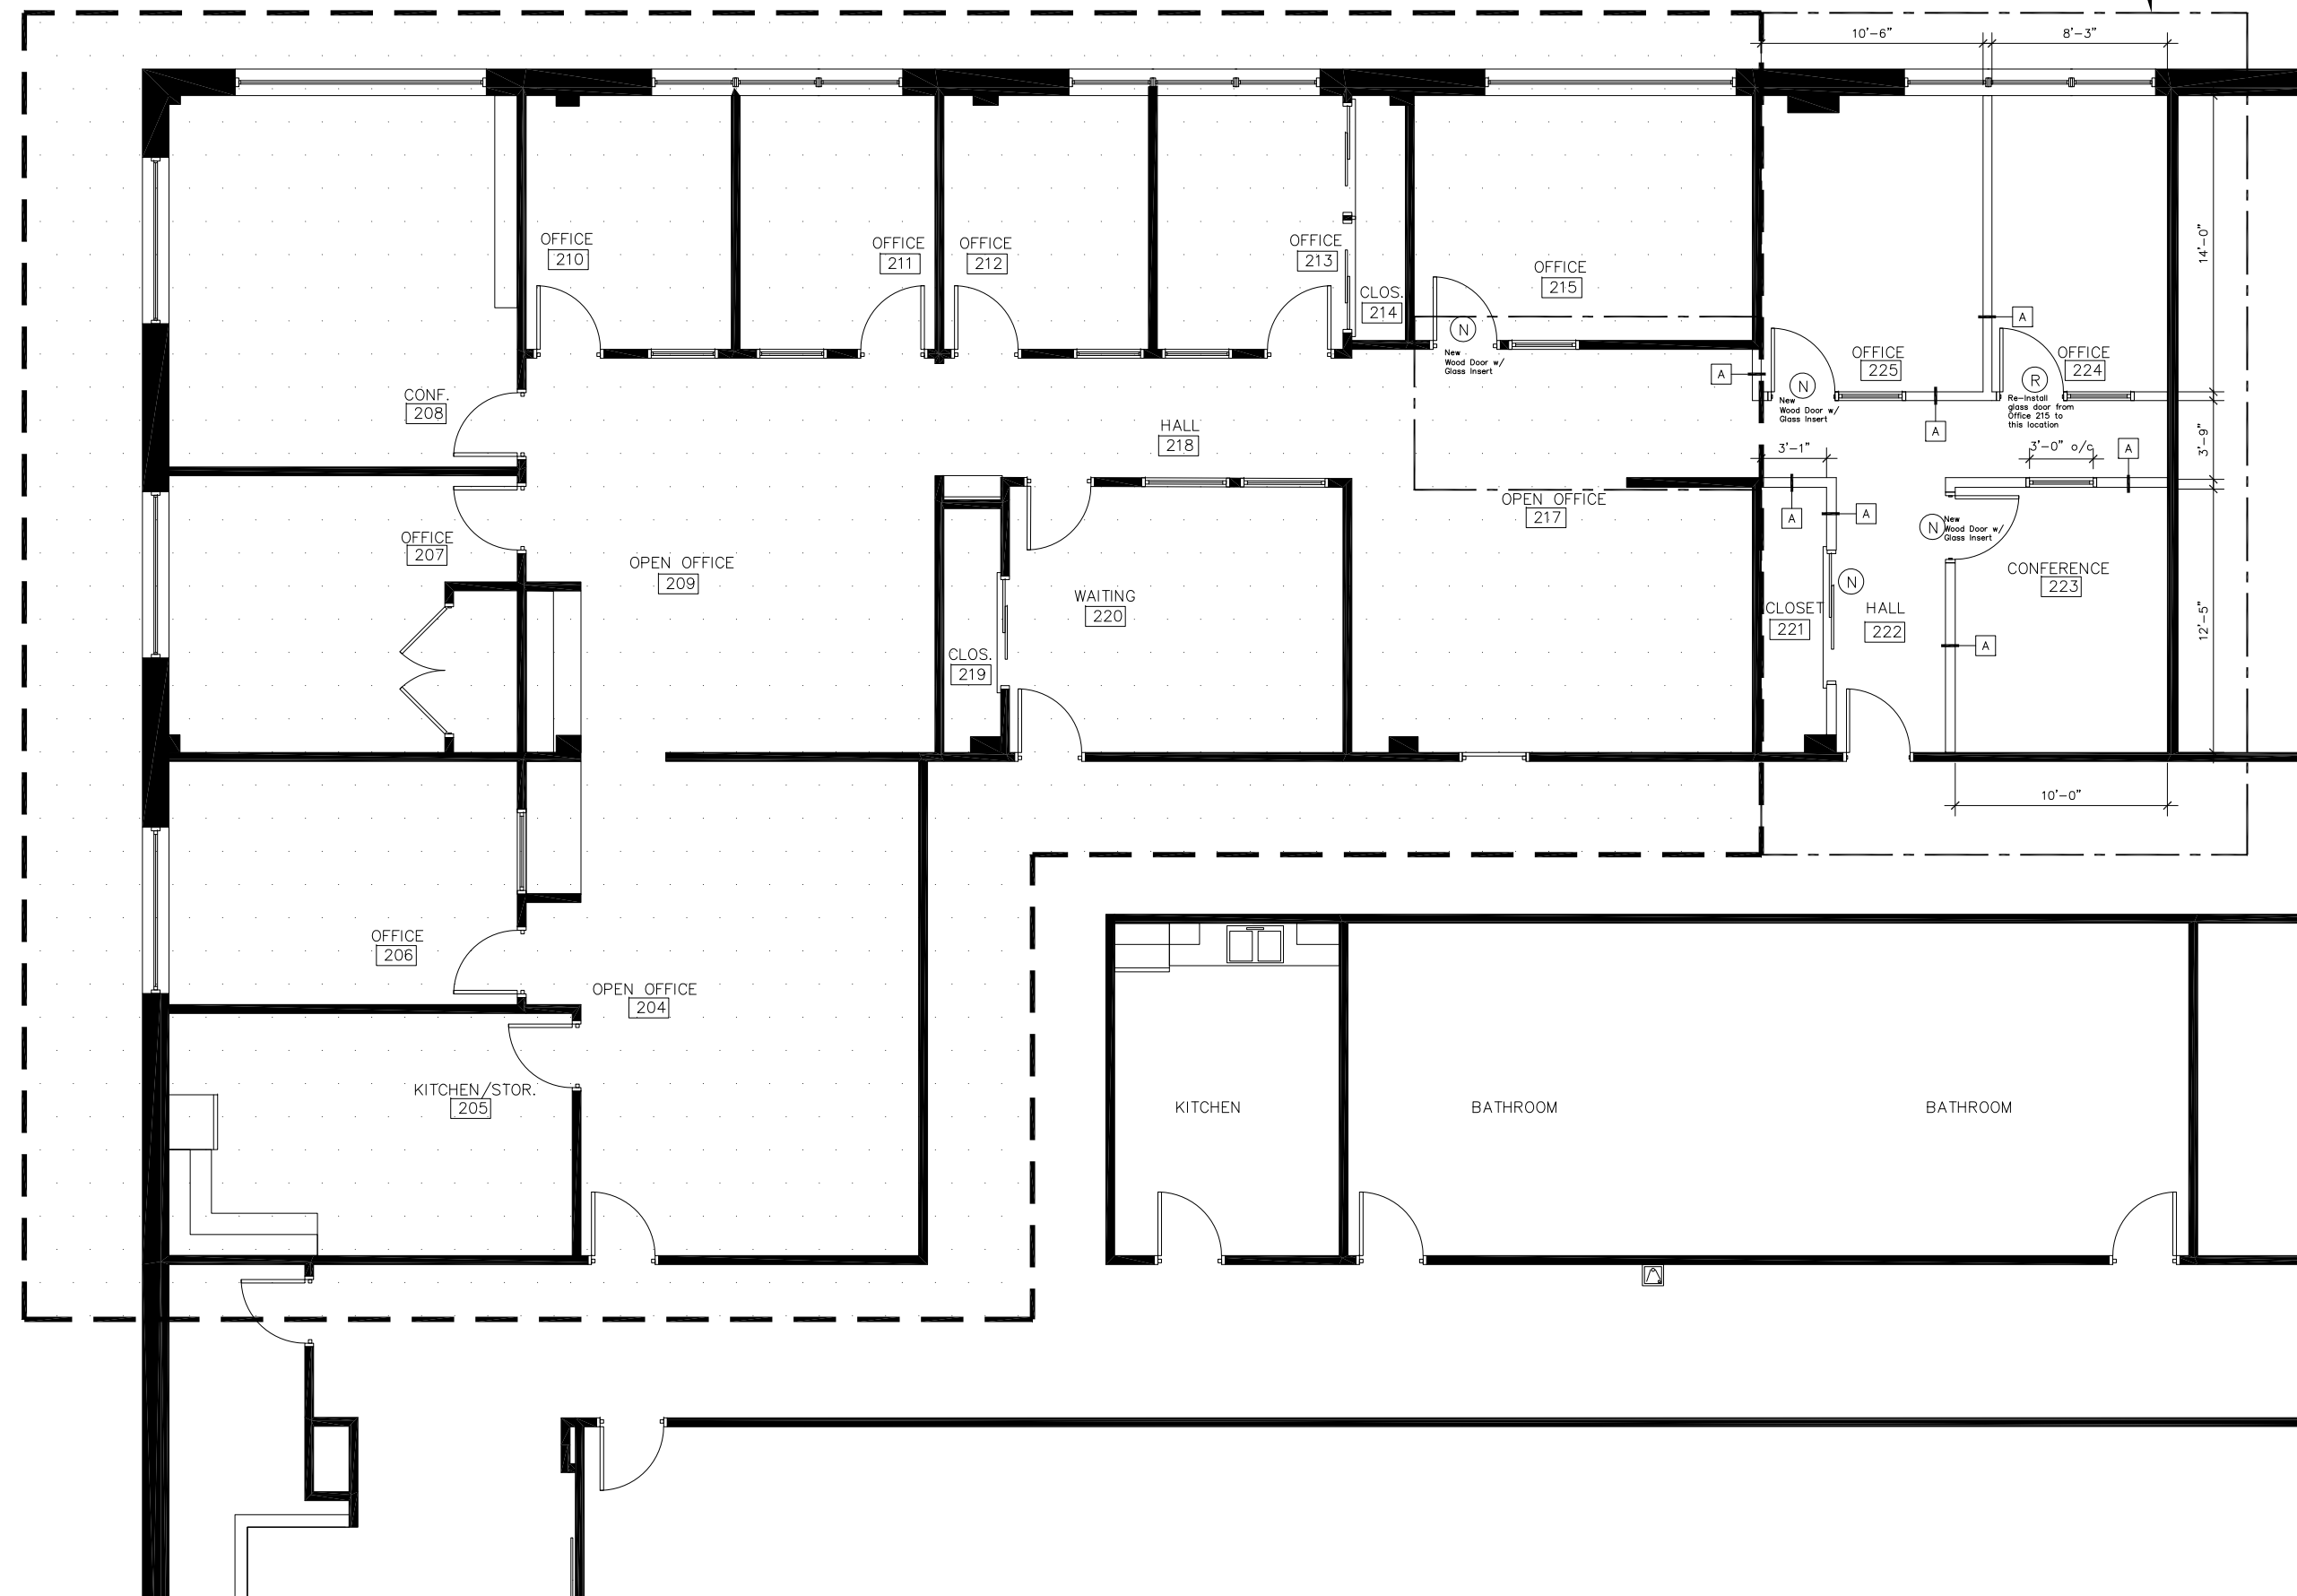 10'-6"
8'-3"
14'-0"
OFFICE
210
OFFICE
211
OFFICE
212
OFFICE
213
CLOS.
214
OFFICE
215
N
New
Wood Door w/
Glass Insert
A
A
OFFICE
225
N
New
Wood Door w/
Glass Insert
OFFICE
224
R
Re-Install
glass door from
Office 215 to
this location
A
CONF.
208
HALL
218
3'-1"
3'-0" o/c
A
3'-9"
OFFICE
207
OPEN OFFICE
209
OPEN OFFICE
217
A
A
N
New
Wood Door w/
Glass Insert
WAITING
220
CLOS.
219
N
CLOSET
221
HALL
222
CONFERENCE
223
A
12'-5"
10'-0"
OFFICE
206
OPEN OFFICE
204
KITCHEN/STOR.
205
KITCHEN
BATHROOM
BATHROOM